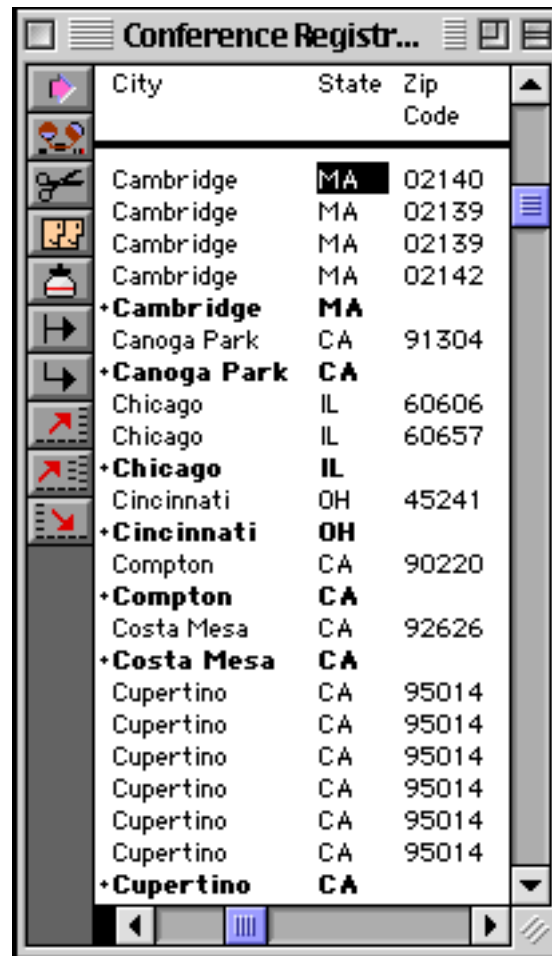 Conference Registr...
City State Zip
Code
Cambridge MA 02140
Cambridge MA 02139
Cambridge MA 02139
Cambridge MA 02142
Cambridge MA
Canoga Park CA 91304
Canoga Park CA
Chicago IL 60606
Chicago IL 60657
Chicago IL
Cincinnati OH 45241
Cincinnati OH
Compton CA 90220
Compton CA
Costa Mesa CA 92626
Costa Mesa CA
Cupertino CA 95014
Cupertino CA 95014
Cupertino CA 95014
Cupertino CA 95014
Cupertino CA 95014
Cupertino CA 95014
Cupertino CA